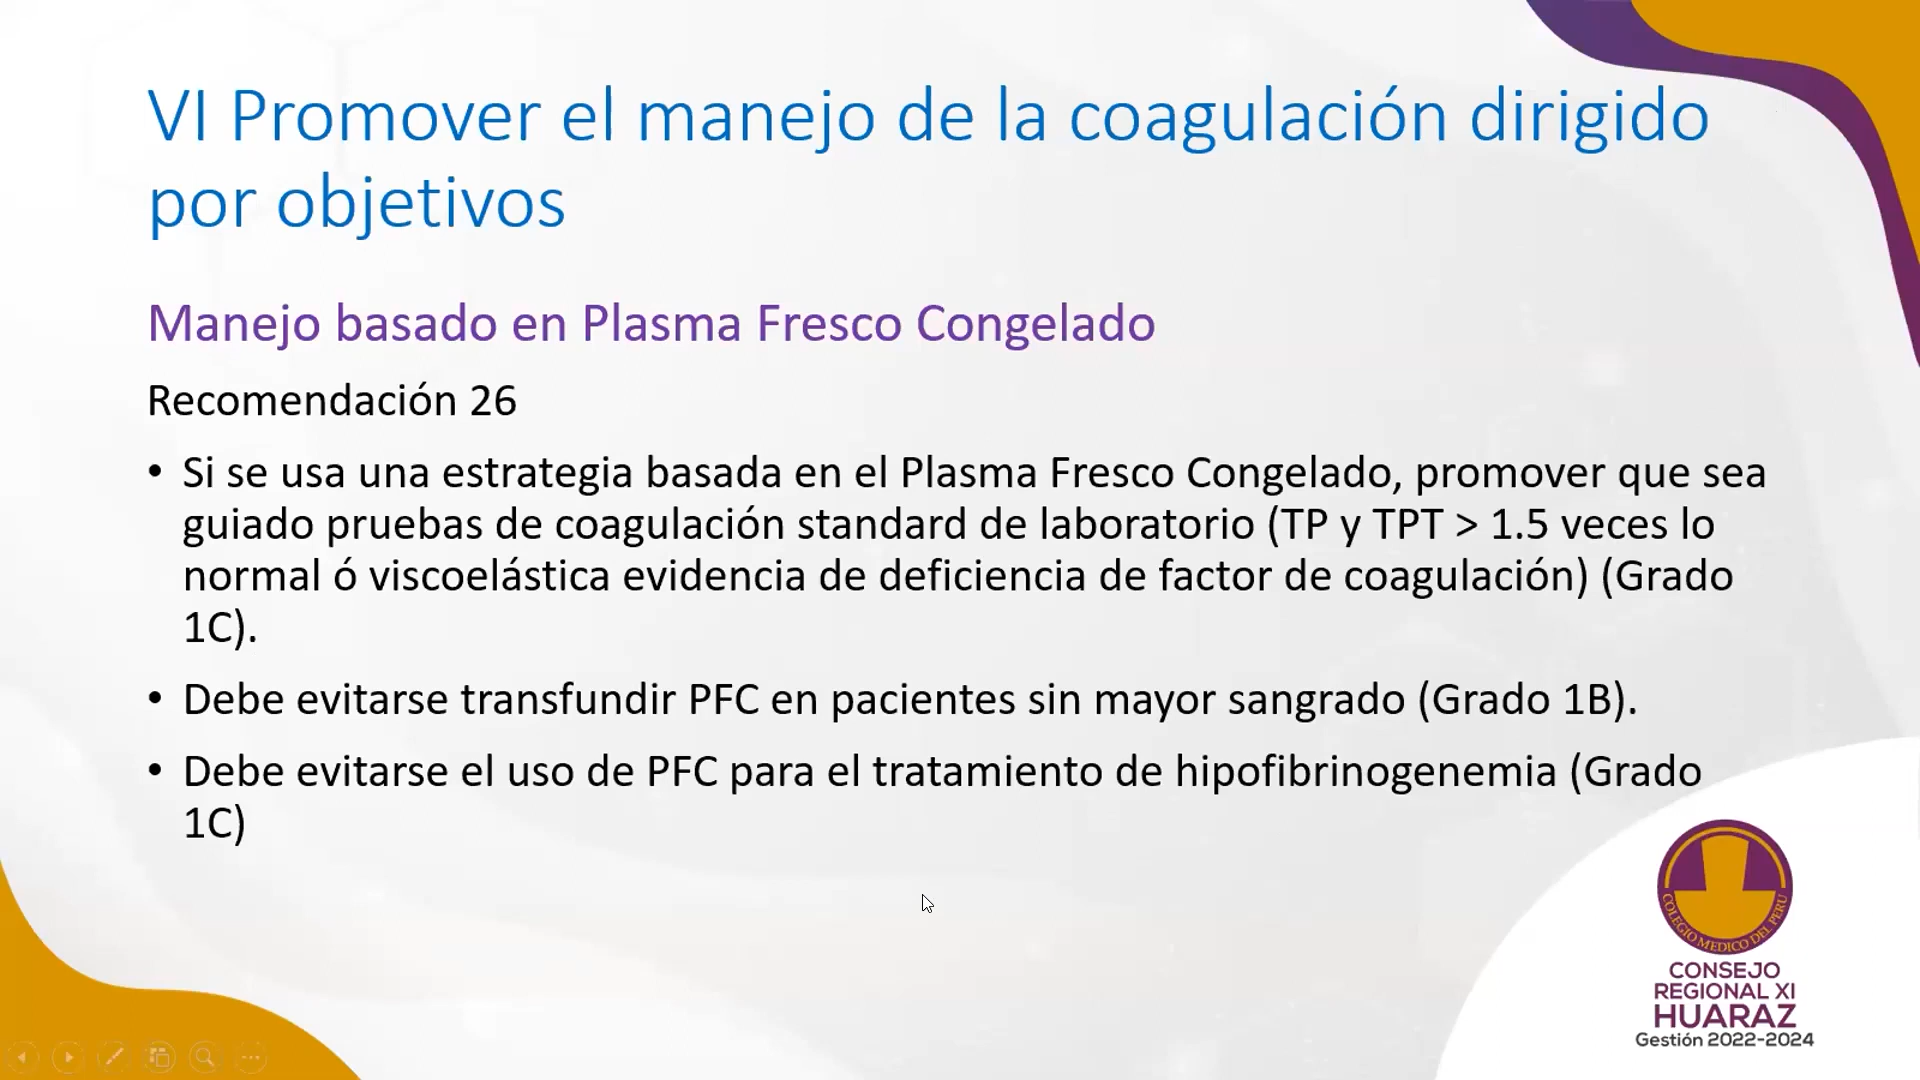 VI Promover el manejo de la coagulación dirigido
por objetivos
Manejo basado en Plasma Fresco Congelado
Recomendación 26
• Si se usa una estrategia basada en el Plasma Fresco Congelado, promover que sea
guiado pruebas de coagulación standard de laboratorio (TP y TPT > 1.5 veces lo
normal ó viscoelástica evidencia de deficiencia de factor de coagulación) (Grado
1C).
• Debe evitarse transfundir PFC en pacientes sin mayor sangrado (Grado 1B).
• Debe evitarse el uso de PFC para el tratamiento de hipofibrinogenemia (Grado
1C)
COLEGIO MEDICO DEL PERU
CONSEJO
REGIONAL XI
HUARAZ
Gestión 2022-2024